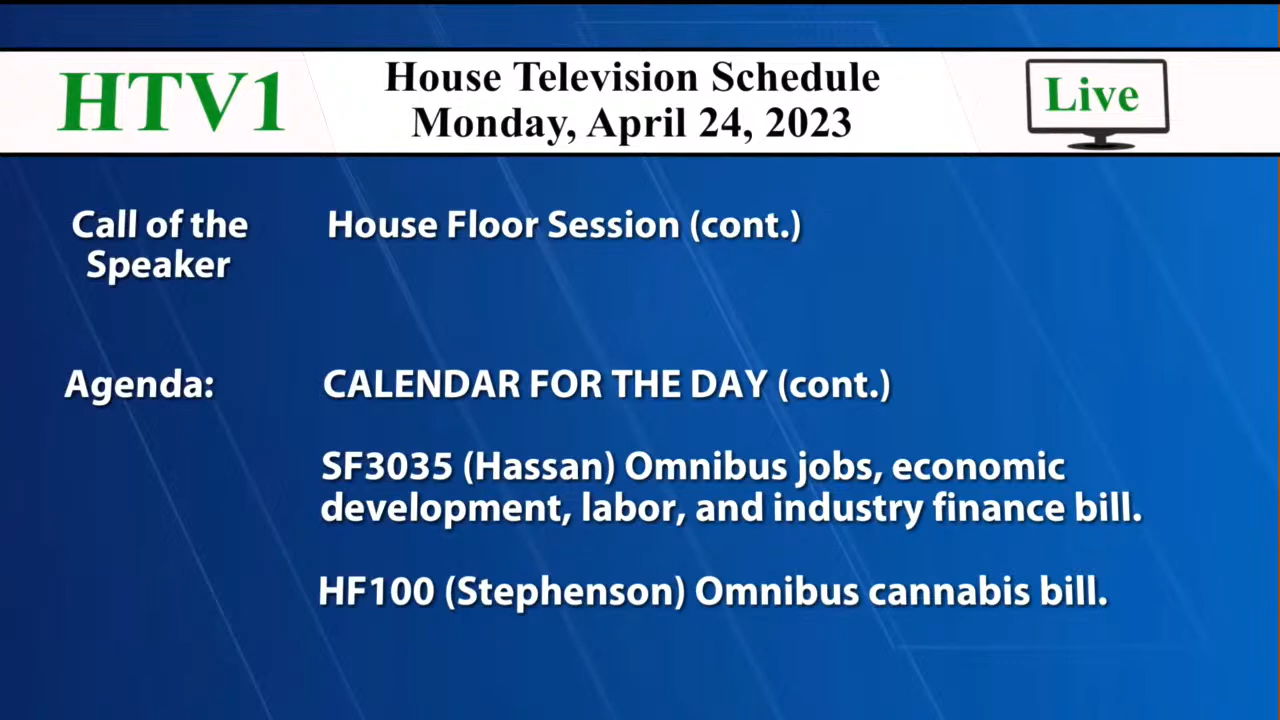 HTV1
House Television Schedule
Monday, April 24, 2023
Live
Call of the
Speaker
House Floor Session (cont.)
Agenda:
CALENDAR FOR THE DAY (cont.)
SF3035 (Hassan) Omnibus jobs, economic
development, labor, and industry finance bill.
HF100 (Stephenson) Omnibus cannabis bill.